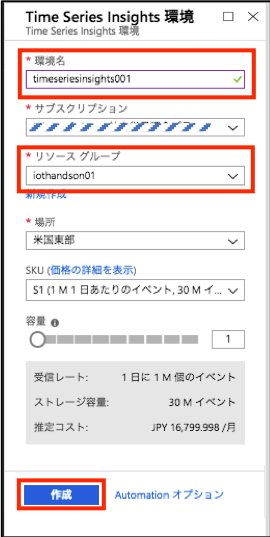 Time Series Insights 環境
Time Series Insights 環境
* 環境名
timeseriesinsights001
* サブスクリプション
* リソース グループ
iothandson01
新規作成
* 場所
米国東部
SKU (価格の詳細を表示)
S1 (1 M 1 日あたりのイベント, 30 M イ...
容量
1
受信レート: 1 日に 1 M 個のイベント
ストレージ容量: 30 M イベント
推定コスト: JPY 16,799.998 /月
作成 Automation オプション